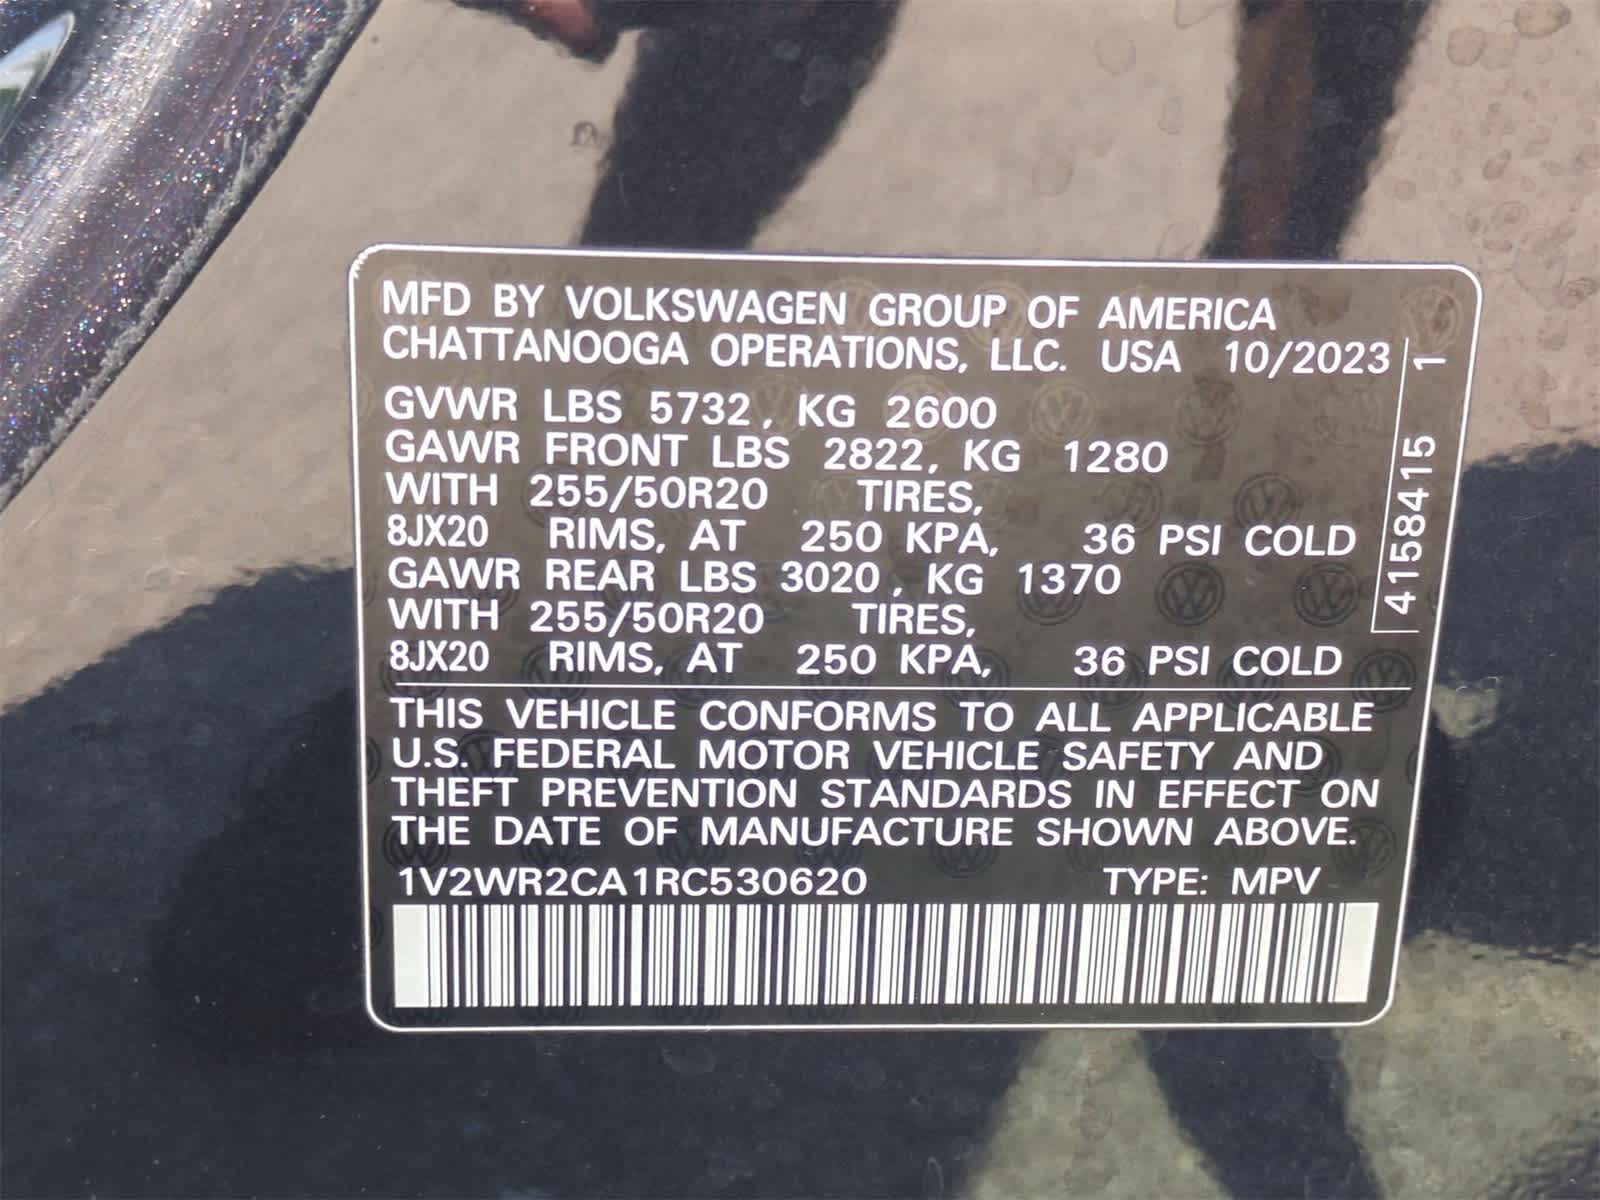 MFD BY VOLKSWAGEN GROUP OF AMERICA
CHATTANOOGA OPERATIONS, LLC. USA 10/2023
GVWR LBS 5732, KG 2600
GAWR FRONT LBS 2822, KG 1280
WITH 255/50R20 TIRES,
8JX20 RIMS, AT 250 KPA, 36 PSI COLD
GAWR REAR LBS 3020, KG 1370
WITH 255/50R20 TIRES,
8JX20 RIMS, AT 250 KPA, 36 PSI COLD
4158415 1
THIS VEHICLE CONFORMS TO ALL APPLICABLE
U.S. FEDERAL MOTOR VEHICLE SAFETY AND
THEFT PREVENTION STANDARDS IN EFFECT ON
THE DATE OF MANUFACTURE SHOWN ABOVE.
1V2WR2CA1RC530620 TYPE: MPV